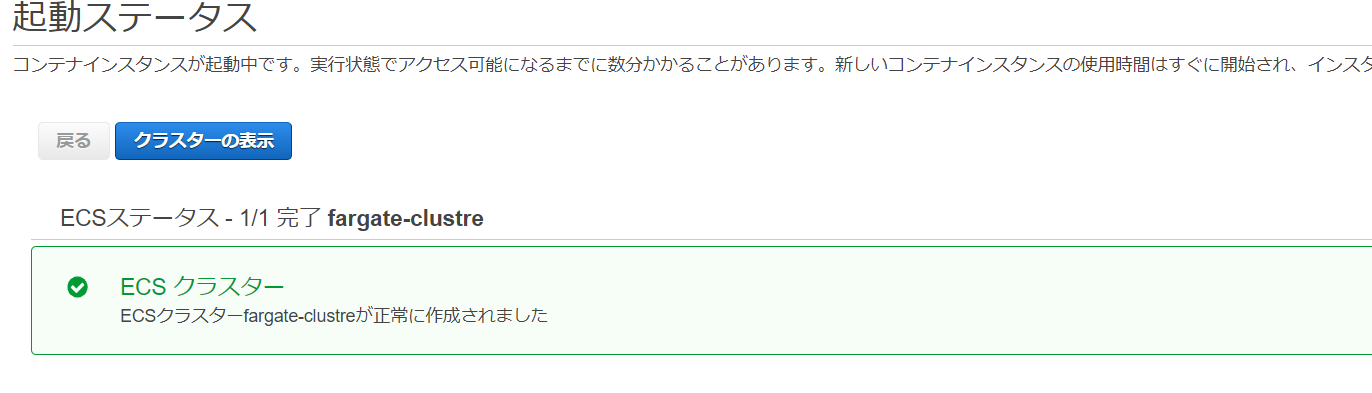 起動ステータス
コンテナインスタンスが起動中です。実行状態でアクセス可能になるまでに数分かかることがあります。新しいコンテナインスタンスの使用時間はすぐに開始され、インスタ
戻る クラスターの表示
ECSステータス - 1/1 完了 fargate-clustre
ECS クラスター
ECSクラスターfargate-clustreが正常に作成されました